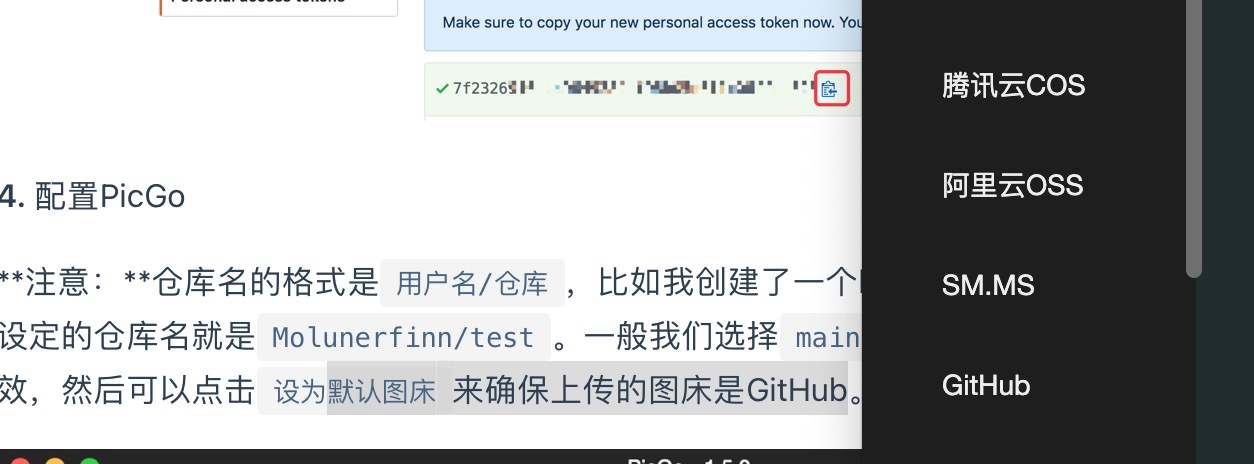 Personal access tokens
Make sure to copy your new personal access token now. You
7f2326
4. 配置PicGo
**注意：**仓库名的格式是 用户名/仓库 ，比如我创建了一个
设定的仓库名就是 Molunerfinn/test 。一般我们选择 main
效，然后可以点击 设为默认图床 来确保上传的图床是GitHub。
腾讯云COS
阿里云OSS
SM.MS
GitHub